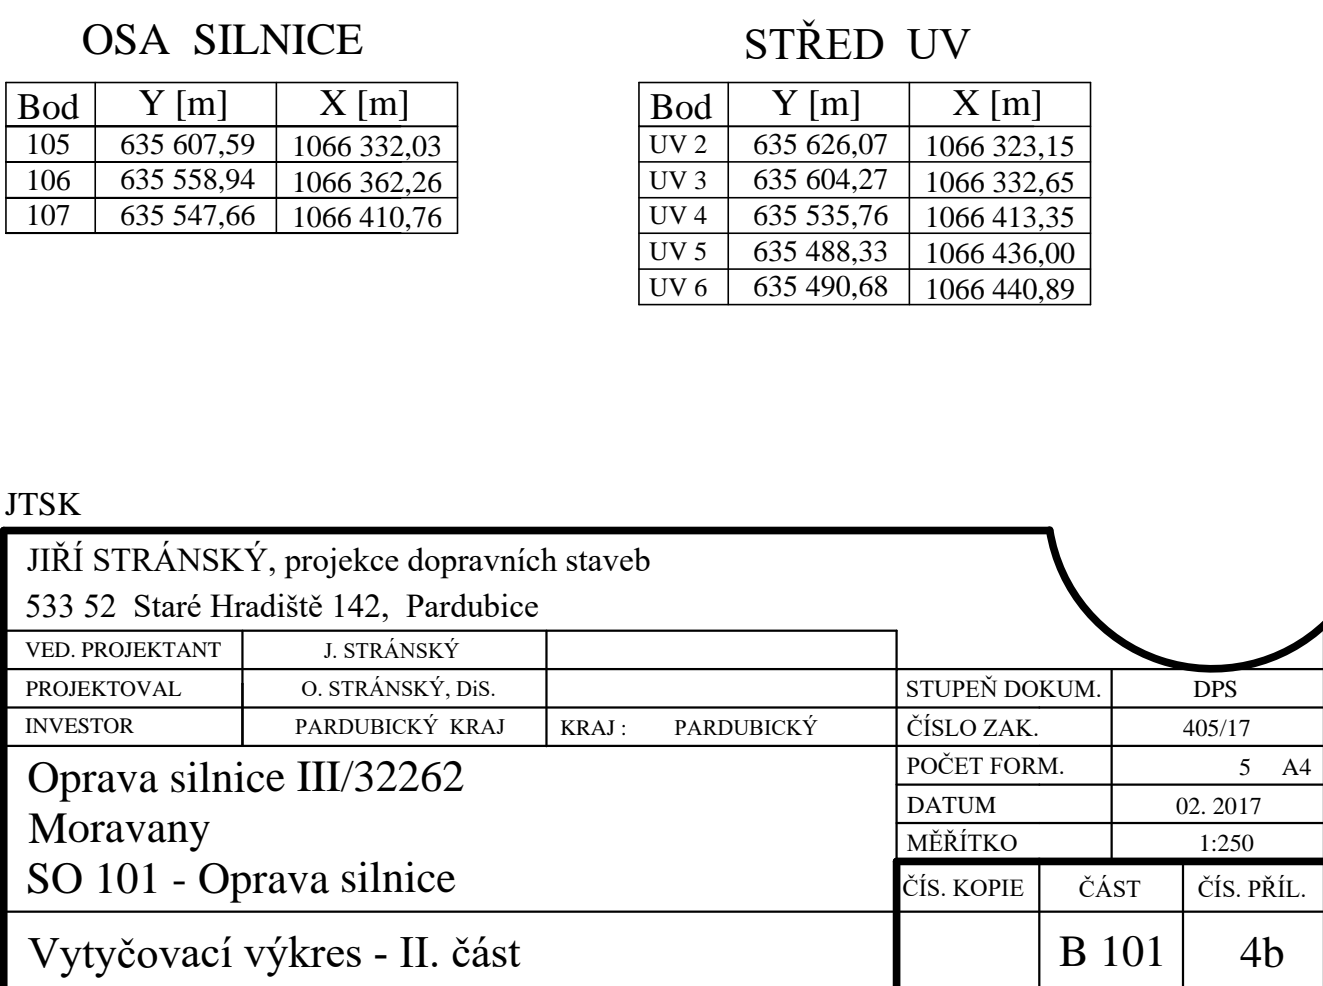 OSA SILNICE
Bod Y [m] X [m]
105 635 607,59 1066 332,03
106 635 558,94 1066 362,26
107 635 547,66 1066 410,76
STŘED UV
Bod Y [m] X [m]
UV 2 635 626,07 1066 323,15
UV 3 635 604,27 1066 332,65
UV 4 635 535,76 1066 413,35
UV 5 635 488,33 1066 436,00
UV 6 635 490,68 1066 440,89
JTSK
JIŘÍ STRÁNSKÝ, projekce dopravních staveb
533 52 Staré Hradiště 142, Pardubice
VED. PROJEKTANT J. STRÁNSKÝ
PROJEKTOVAL O. STRÁNSKÝ, DiS.
INVESTOR PARDUBICKÝ KRAJ KRAJ : PARDUBICKÝ
STUPEŇ DOKUM. DPS
ČÍSLO ZAK. 405/17
POČET FORM. 5 A4
DATUM 02. 2017
MĚŘÍTKO 1:250
Oprava silnice III/32262
Moravany
SO 101 - Oprava silnice
ČÍS. KOPIE ČÁST ČÍS. PŘÍL.
Vytyčovací výkres - II. část
B 101 4b